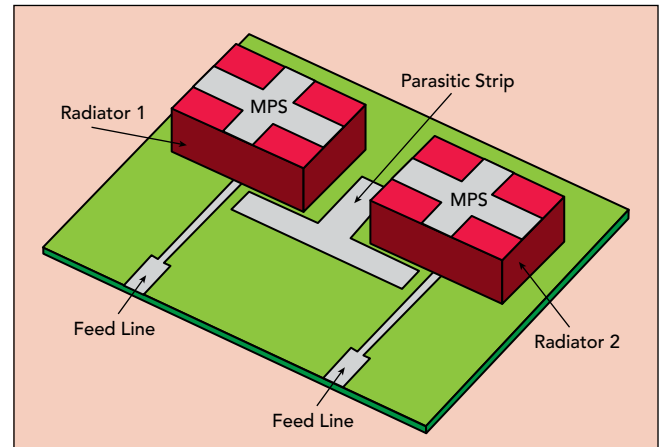 MPS
Parasitic Strip
Radiator 1
MPS
Feed Line
Radiator 2
Feed Line